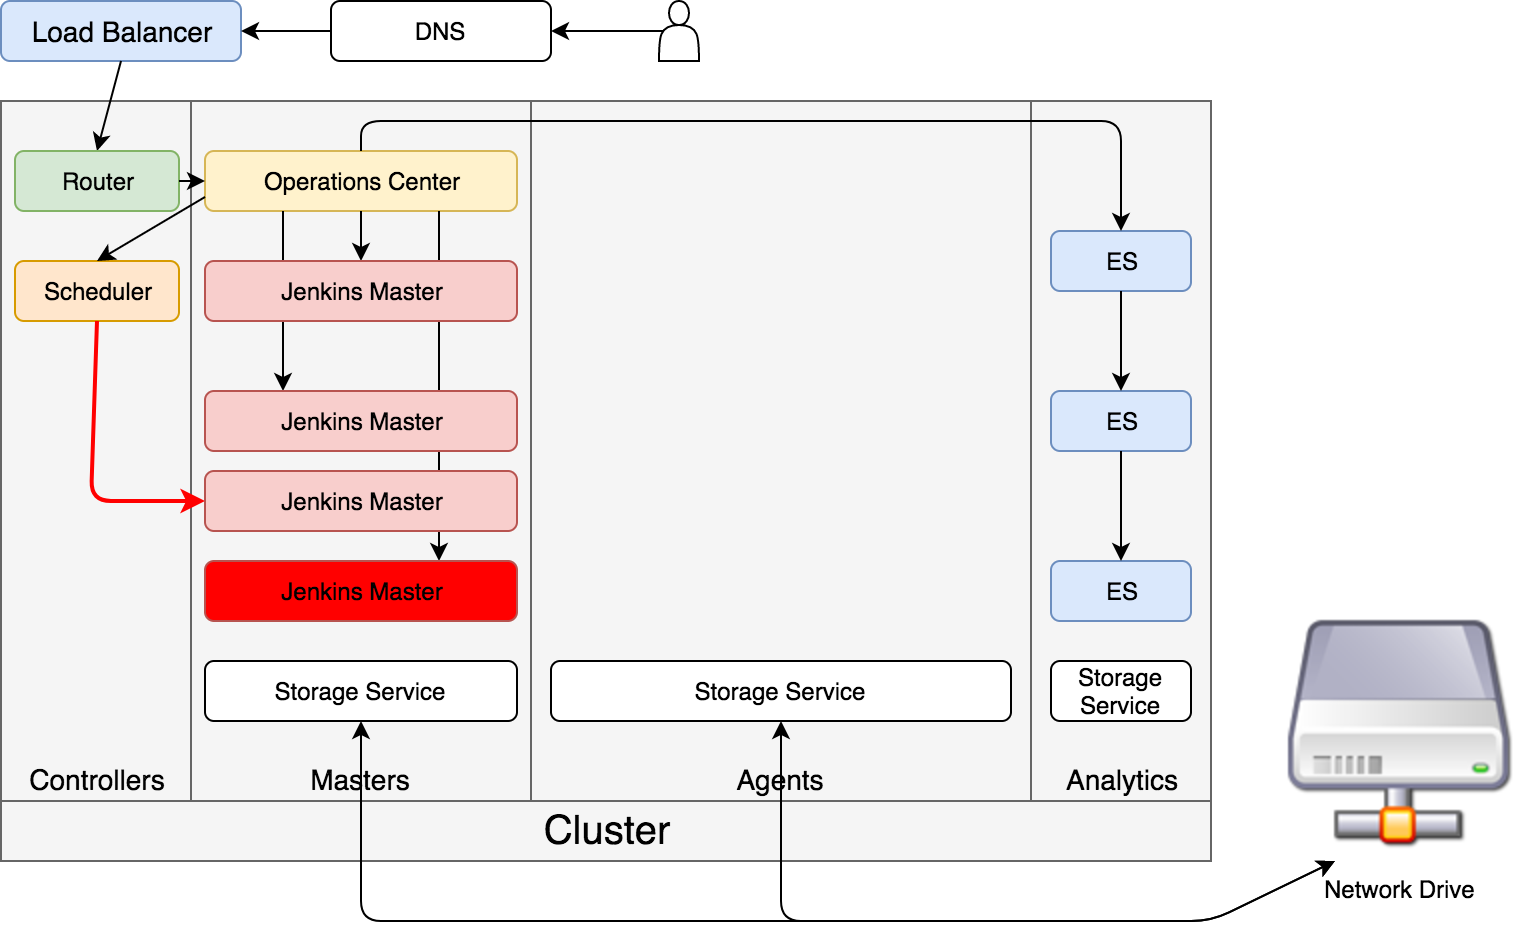 Load Balancer
DNS
Router
Operations Center
Scheduler
Jenkins Master
Jenkins Master
Jenkins Master
Jenkins Master
ES
ES
ES
Storage Service
Storage Service
Storage
Service
Controllers
Masters
Agents
Analytics
Cluster
Network Drive